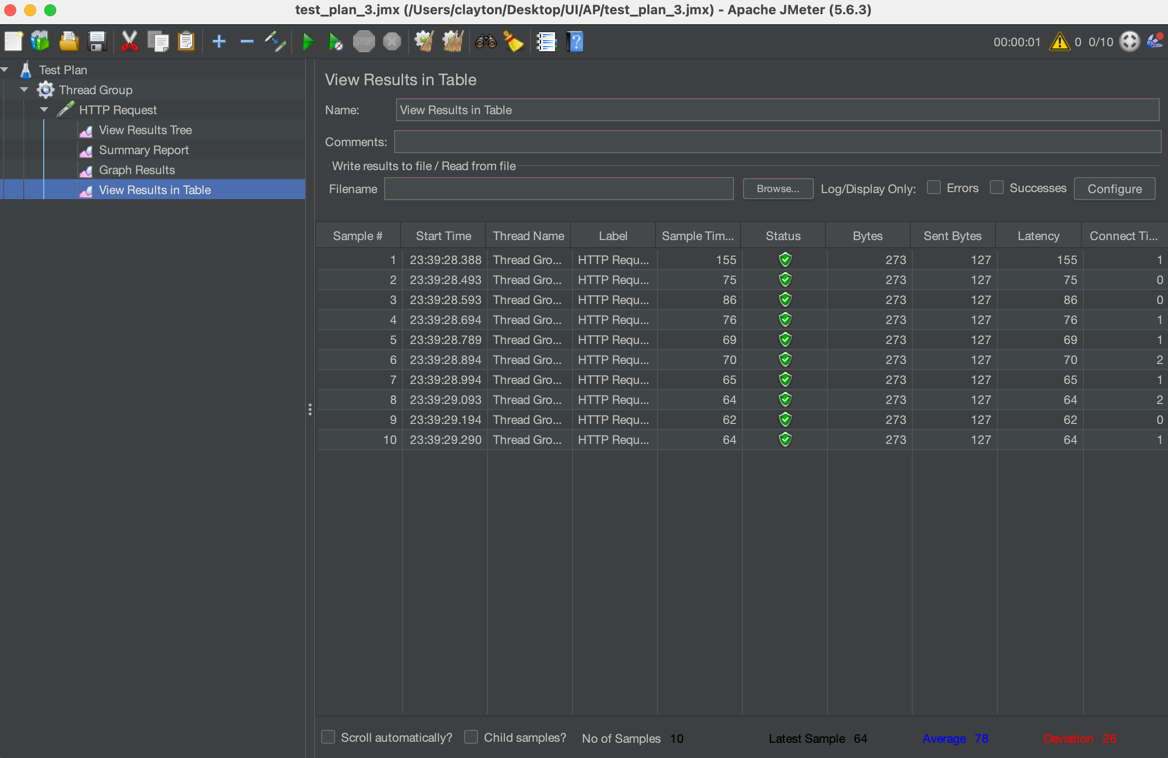 test_plan_3.jmx (/Users/clayton/Desktop/UI/AP/test_plan_3.jmx) - Apache JMeter (5.6.3)
STOP
00:00:01 0 0/10
Test Plan
Thread Group
HTTP Request
View Results Tree
Summary Report
Graph Results
View Results in Table
View Results in Table
Name: View Results in Table
Comments:
Write results to file / Read from file
Filename Browse... Log/Display Only: Errors Successes Configure
Sample # Start Time Thread Name Label Sample Tim... Status Bytes Sent Bytes Latency Connect Ti...
1 23:39:28.388 Thread Gro... HTTP Requ... 155 273 127 155 1
2 23:39:28.493 Thread Gro... HTTP Requ... 75 273 127 75 0
3 23:39:28.593 Thread Gro... HTTP Requ... 86 273 127 86 0
4 23:39:28.694 Thread Gro... HTTP Requ... 76 273 127 76 1
5 23:39:28.789 Thread Gro... HTTP Requ... 69 273 127 69 1
6 23:39:28.894 Thread Gro... HTTP Requ... 70 273 127 70 2
7 23:39:28.994 Thread Gro... HTTP Requ... 65 273 127 65 1
8 23:39:29.093 Thread Gro... HTTP Requ... 64 273 127 64 2
9 23:39:29.194 Thread Gro... HTTP Requ... 62 273 127 62 0
10 23:39:29.290 Thread Gro... HTTP Requ... 64 273 127 64 1
Scroll automatically? Child samples? No of Samples 10 Latest Sample 64 Average 78 Deviation 26